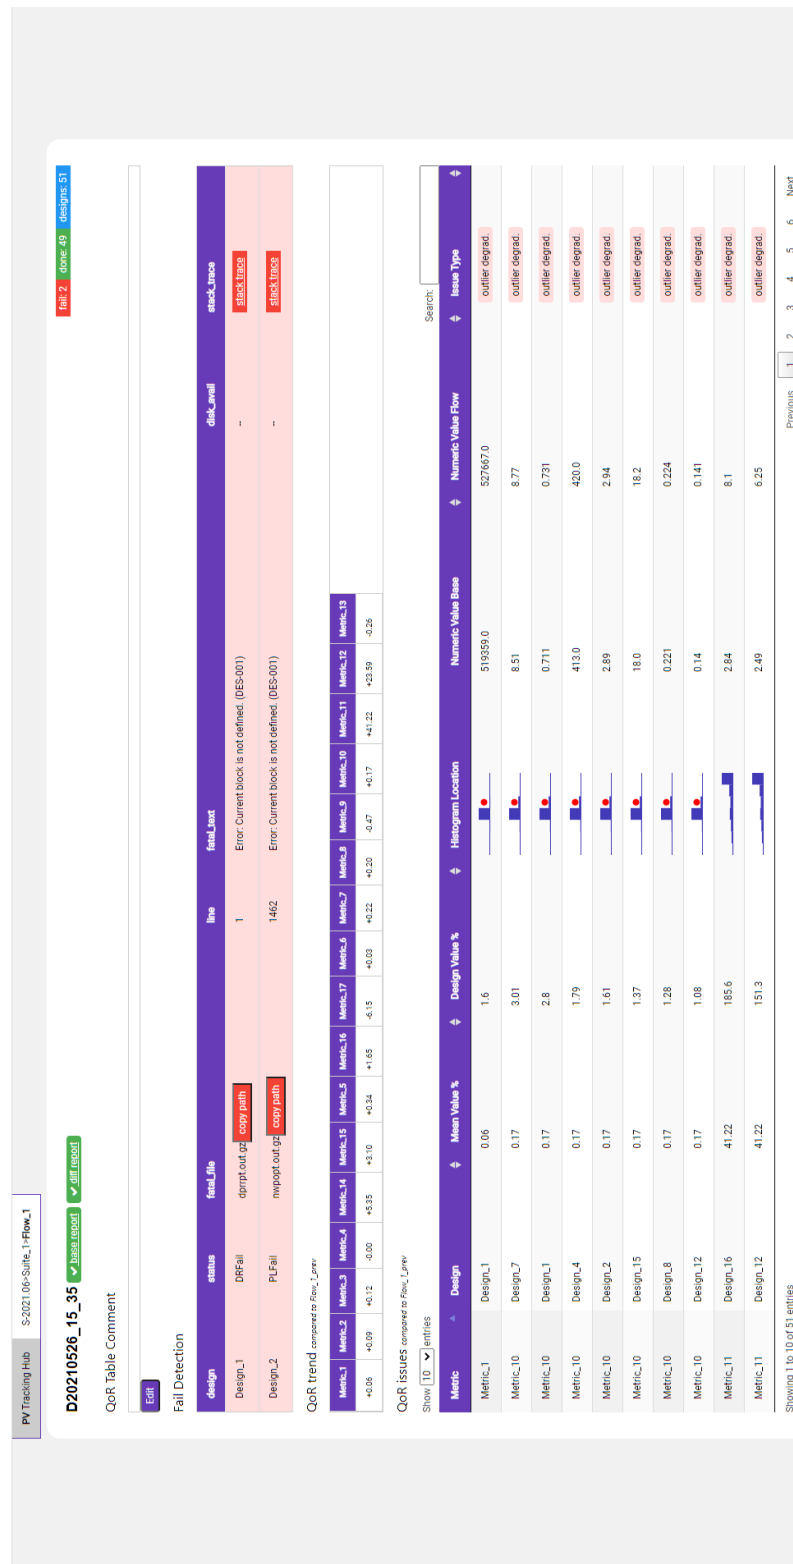 PV Tracking Hub S-2021.06>Suite_1>Flow_1
D20210526_15_35 ✔ base report ✔ diff report fail: 2 done: 49 designs: 51
QoR Table Comment
Edit
Fail Detection
design status fatal_file line fatal_text disk_avail stack_trace
Design_1 DRFail dprrpt.out.gz copy path 1 Error: Current block is not defined. (DES-001) -- stack trace
Design_2 PLFail nwpopt.out.gz copy path 1462 Error: Current block is not defined. (DES-001) -- stack trace
QoR trend compared to Flow_1_prev
Metric_1 Metric_2 Metric_3 Metric_4 Metric_14 Metric_15 Metric_5 Metric_16 Metric_17 Metric_6 Metric_7 Metric_8 Metric_9 Metric_10 Metric_11 Metric_12 Metric_13
+0.06 +0.09 +0.12 -0.00 +5.35 +3.10 +0.34 +1.65 -6.15 +0.03 +0.22 +0.20 -0.47 +0.17 +41.22 +23.59 -0.26
QoR issues compared to Flow_1_prev
Show 10 entries Search:
Metric Design Mean Value % Design Value % Histogram Location Numeric Value Base Numeric Value Flow Issue Type
Metric_1 Design_1 0.06 1.6 519359.0 527667.0 outlier degrad.
Metric_10 Design_7 0.17 3.01 8.51 8.77 outlier degrad.
Metric_10 Design_1 0.17 2.8 0.711 0.731 outlier degrad.
Metric_10 Design_4 0.17 1.79 413.0 420.0 outlier degrad.
Metric_10 Design_2 0.17 1.61 2.89 2.94 outlier degrad.
Metric_10 Design_15 0.17 1.37 18.0 18.2 outlier degrad.
Metric_10 Design_8 0.17 1.28 0.221 0.224 outlier degrad.
Metric_10 Design_12 0.17 1.08 0.14 0.141 outlier degrad.
Metric_11 Design_16 41.22 185.6 2.84 8.1 outlier degrad.
Metric_11 Design_12 41.22 151.3 2.49 6.25 outlier degrad.
Showing 1 to 10 of 51 entries Previous 1 2 3 4 5 6 Next